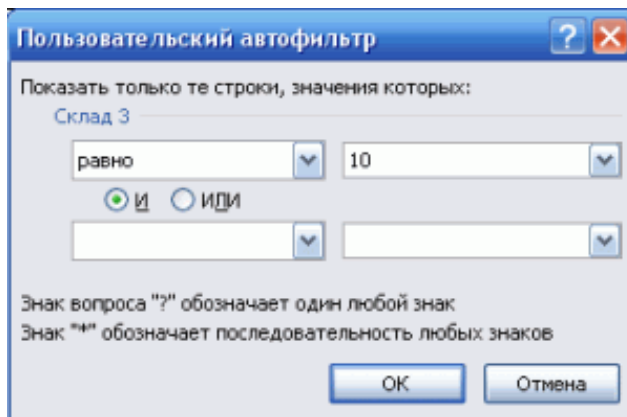 Пользовательский автофильтр
Показать только те строки, значения которых:
Склад 3
равно 10
И ИЛИ
Знак вопроса "?" обозначает один любой знак
Знак "*" обозначает последовательность любых знаков
ОК Отмена